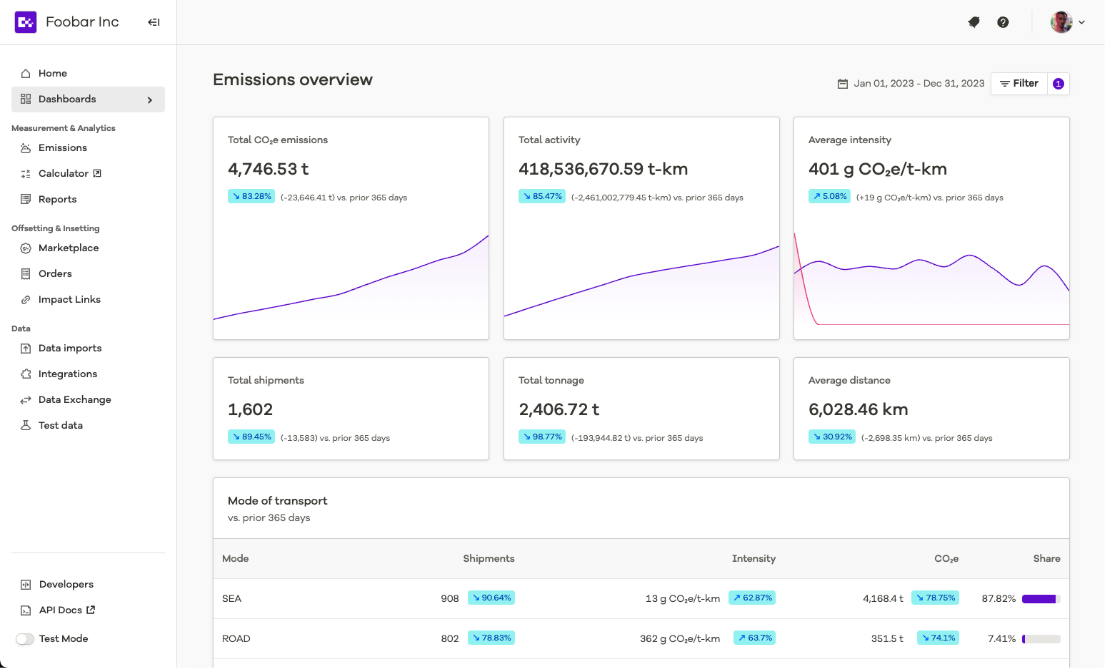 Foobar Inc
Home
Dashboards
Measurement & Analytics
Emissions
Calculator
Reports
Offsetting & Insetting
Marketplace
Orders
Impact Links
Data
Data imports
Integrations
Data Exchange
Test data
Developers
API Docs
Test Mode
Emissions overview
Jan 01, 2023 - Dec 31, 2023 Filter 1
Total CO₂e emissions
4,746.53 t
↘ 83.28% (-23,646.41 t) vs. prior 365 days
Total activity
418,536,670.59 t-km
↘ 85.47% (-2,461,002,779.45 t-km) vs. prior 365 days
Average intensity
401 g CO₂e/t-km
↗ 5.08% (+19 g CO₂e/t-km) vs. prior 365 days
Total shipments
1,602
↘ 89.45% (-13,583) vs. prior 365 days
Total tonnage
2,406.72 t
↘ 98.77% (-193,944.82 t) vs. prior 365 days
Average distance
6,028.46 km
↘ 30.92% (-2,698.35 km) vs. prior 365 days
Mode of transport
vs. prior 365 days
Mode Shipments Intensity CO₂e Share
SEA 908 ↘ 90.64% 13 g CO₂e/t-km ↗ 62.87% 4,168.4 t ↘ 78.75% 87.82%
ROAD 802 ↘ 78.83% 362 g CO₂e/t-km ↗ 63.7% 351.5 t ↘ 74.1% 7.41%